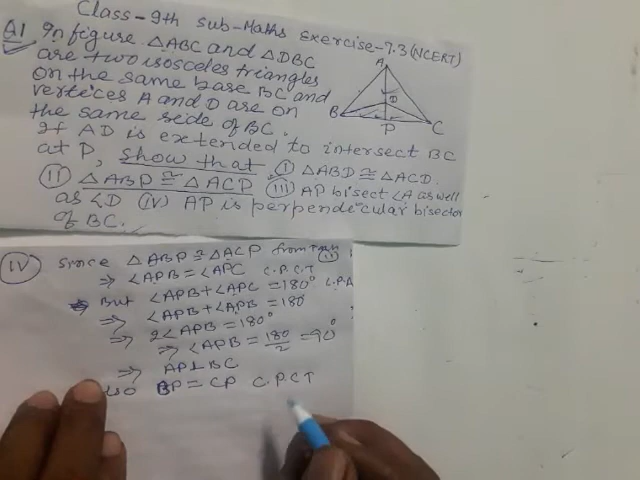 Class-9th Sub-Maths Exercise-7.3(NCERT)
Q1 In figure △ABC and △DBC
are two isosceles triangles
on the same base BC and
vertices A and D are on
the same side of BC.
If AD is extended to intersect BC
at P, show that (I) △ABD≅△ACD.
(II) △ABP≅△ACP (III) AP bisect ∠A as well
as ∠D (iv) AP is perpendicular bisector
of BC.
A
D
B
P
C
(IV) Since △ABP≅△ACP from
⇒ ∠APB=∠APC C.P.C.T
But ∠APB+∠APC=180°
⇒ ∠APB+∠APB=180
⇒ 2∠APB=180°
⇒ ∠APB=180/2=90°
⇒ AP⊥BC
BP=CP C.P.C.T